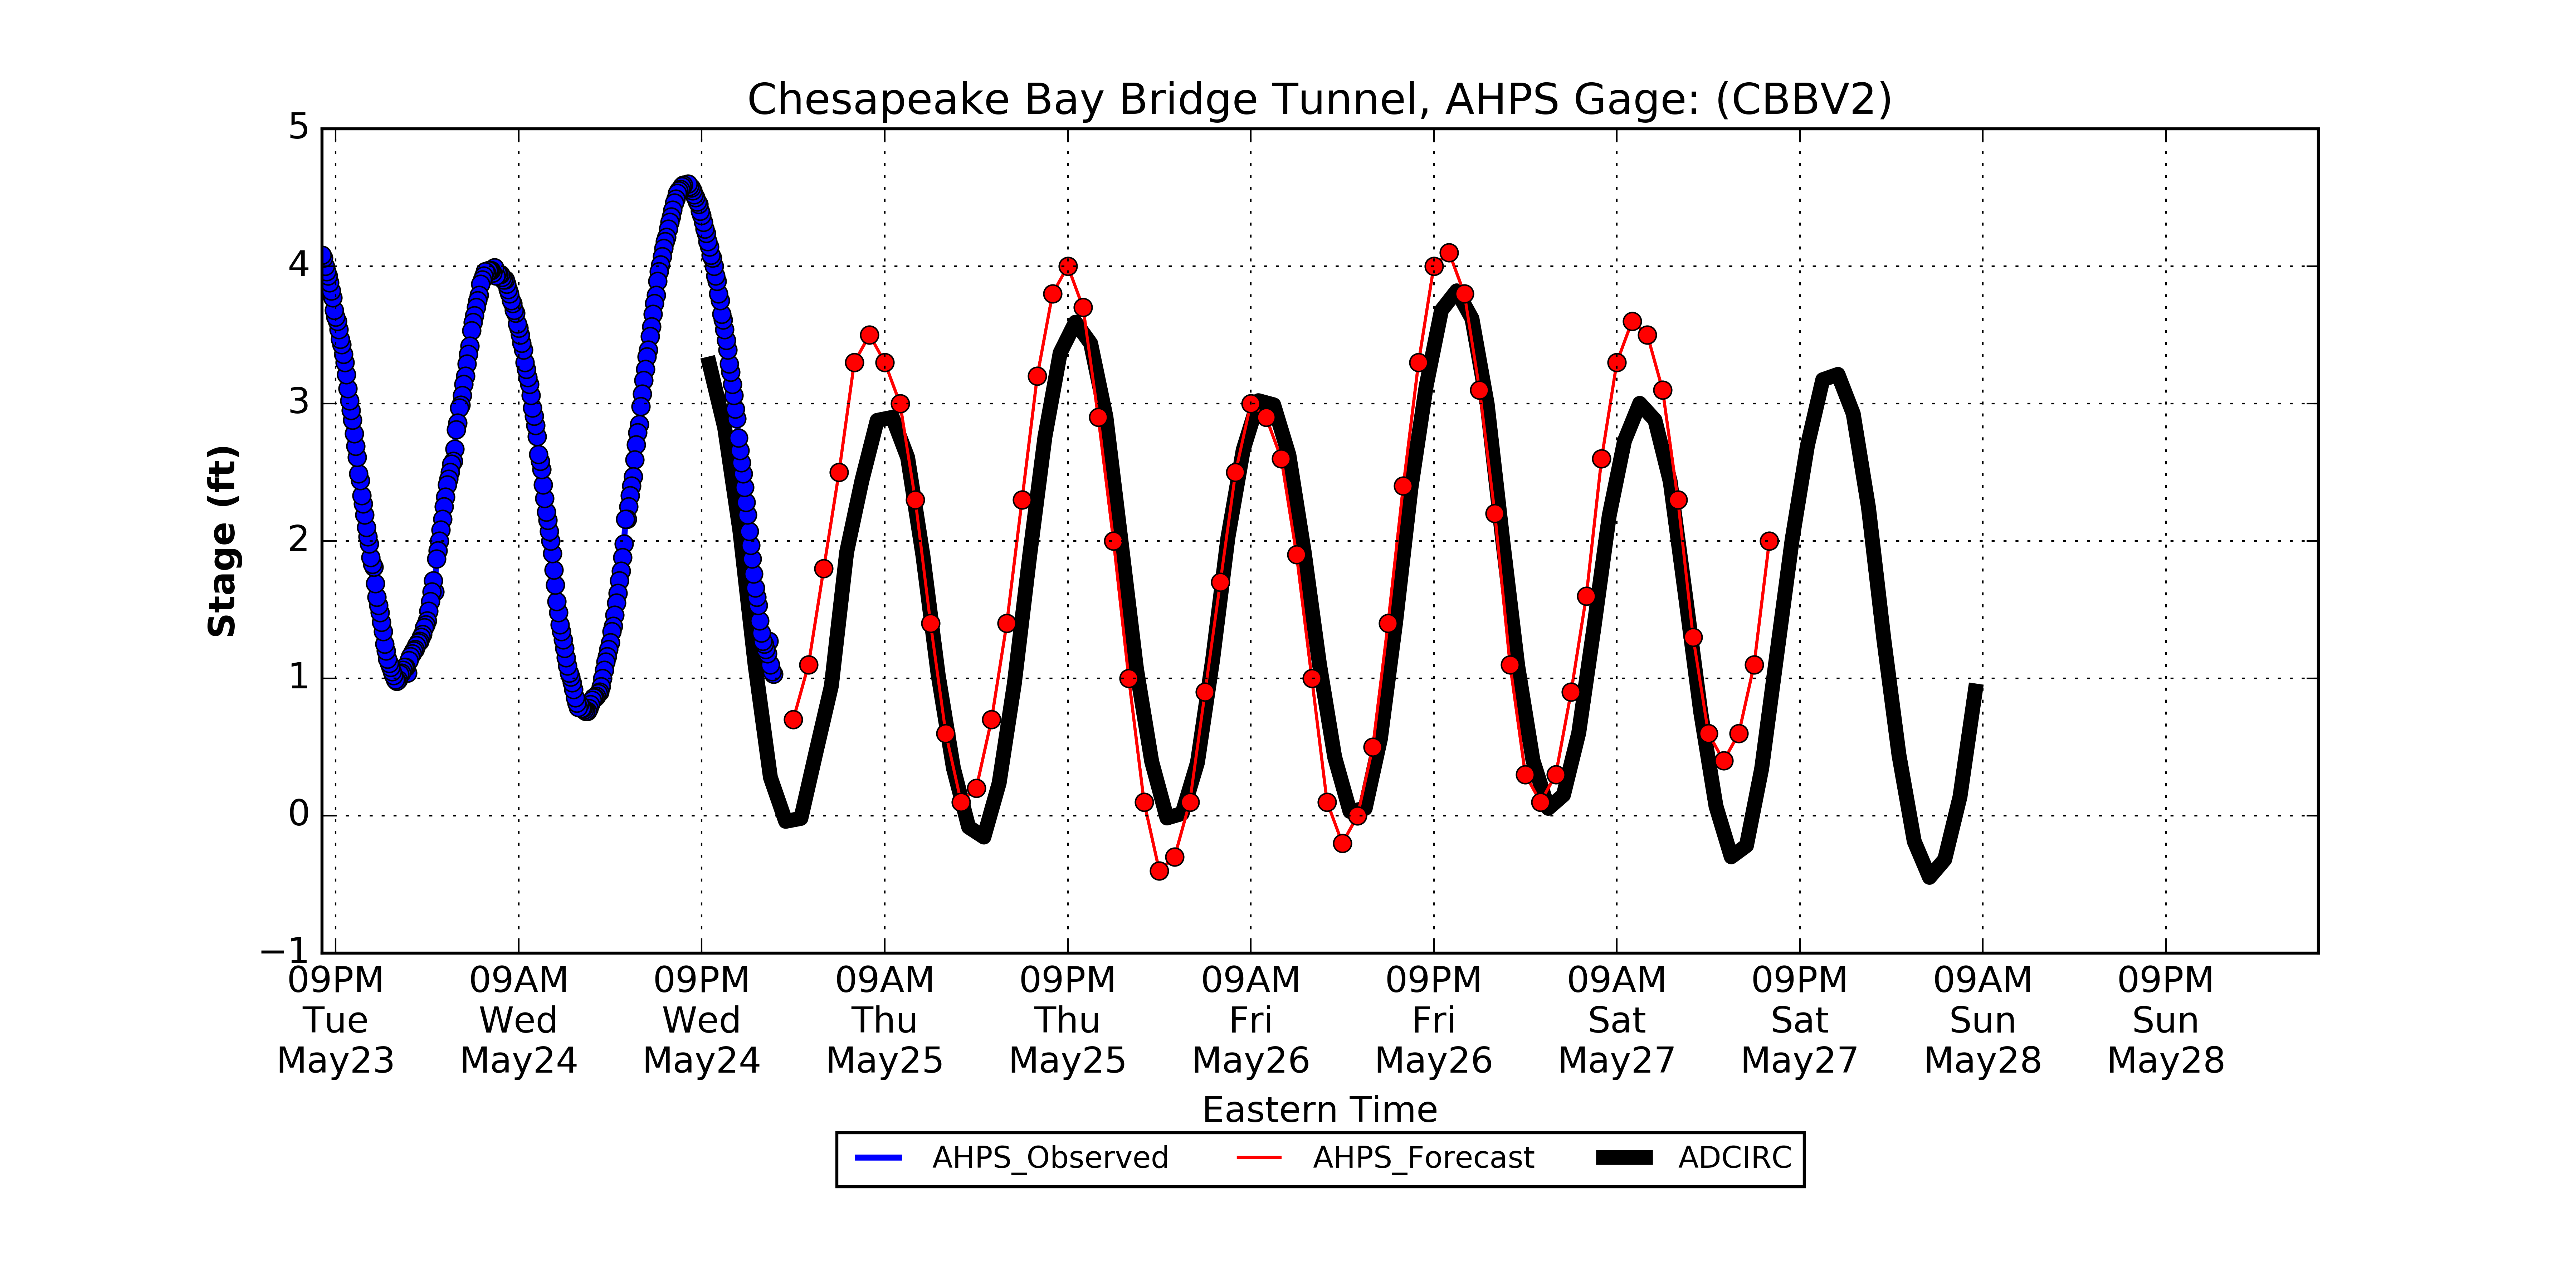 Chesapeake Bay Bridge Tunnel, AHPS Gage: (CBBV2)
5
4
3
2
1
0
−1
Stage (ft)
09PM 09AM 09PM 09AM 09PM 09AM 09PM 09AM 09PM 09AM 09PM
Tue Wed Wed Thu Thu Fri Fri Sat Sat Sun Sun
May23 May24 May24 May25 May25 May26 May26 May27 May27 May28 May28
Eastern Time
AHPS_Observed AHPS_Forecast ADCIRC